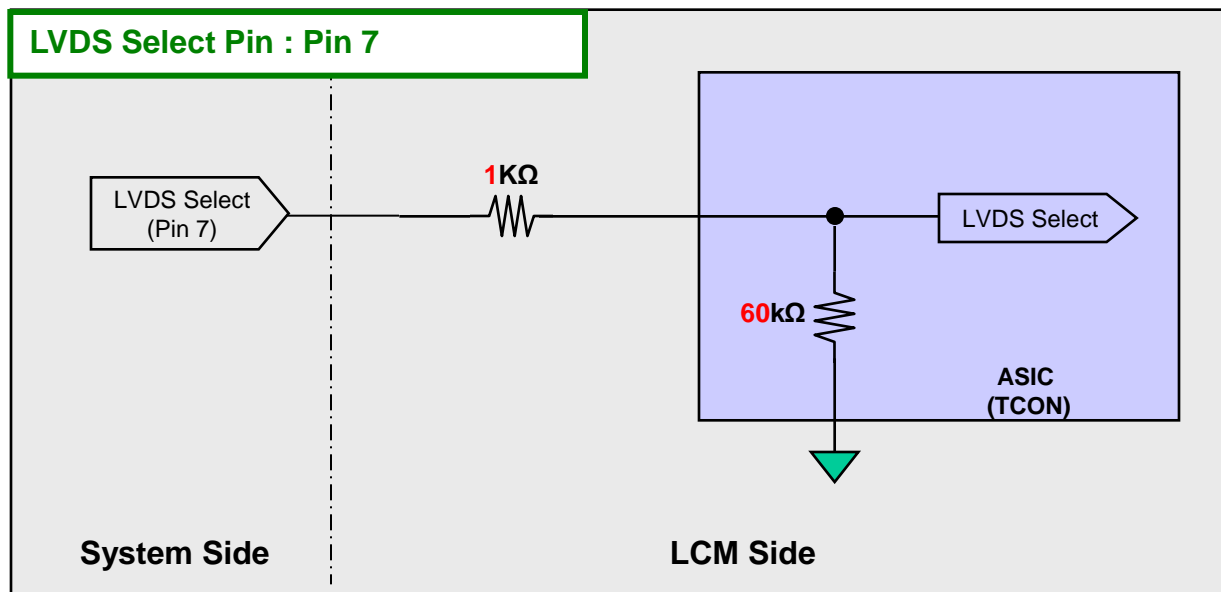 LVDS Select Pin : Pin 7
1KΩ
LVDS Select
(Pin 7)
LVDS Select
60kΩ
ASIC
(TCON)
System Side
LCM Side